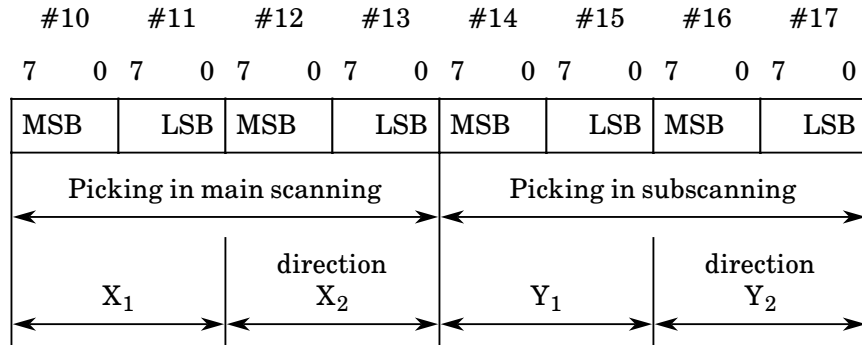 #10 #11 #12 #13 #14 #15 #16 #17
7 0 7 0 7 0 7 0 7 0 7 0 7 0 7 0
MSB LSB MSB LSB MSB LSB MSB LSB
Picking in main scanning Picking in subscanning
direction direction
X1 X2 Y1 Y2